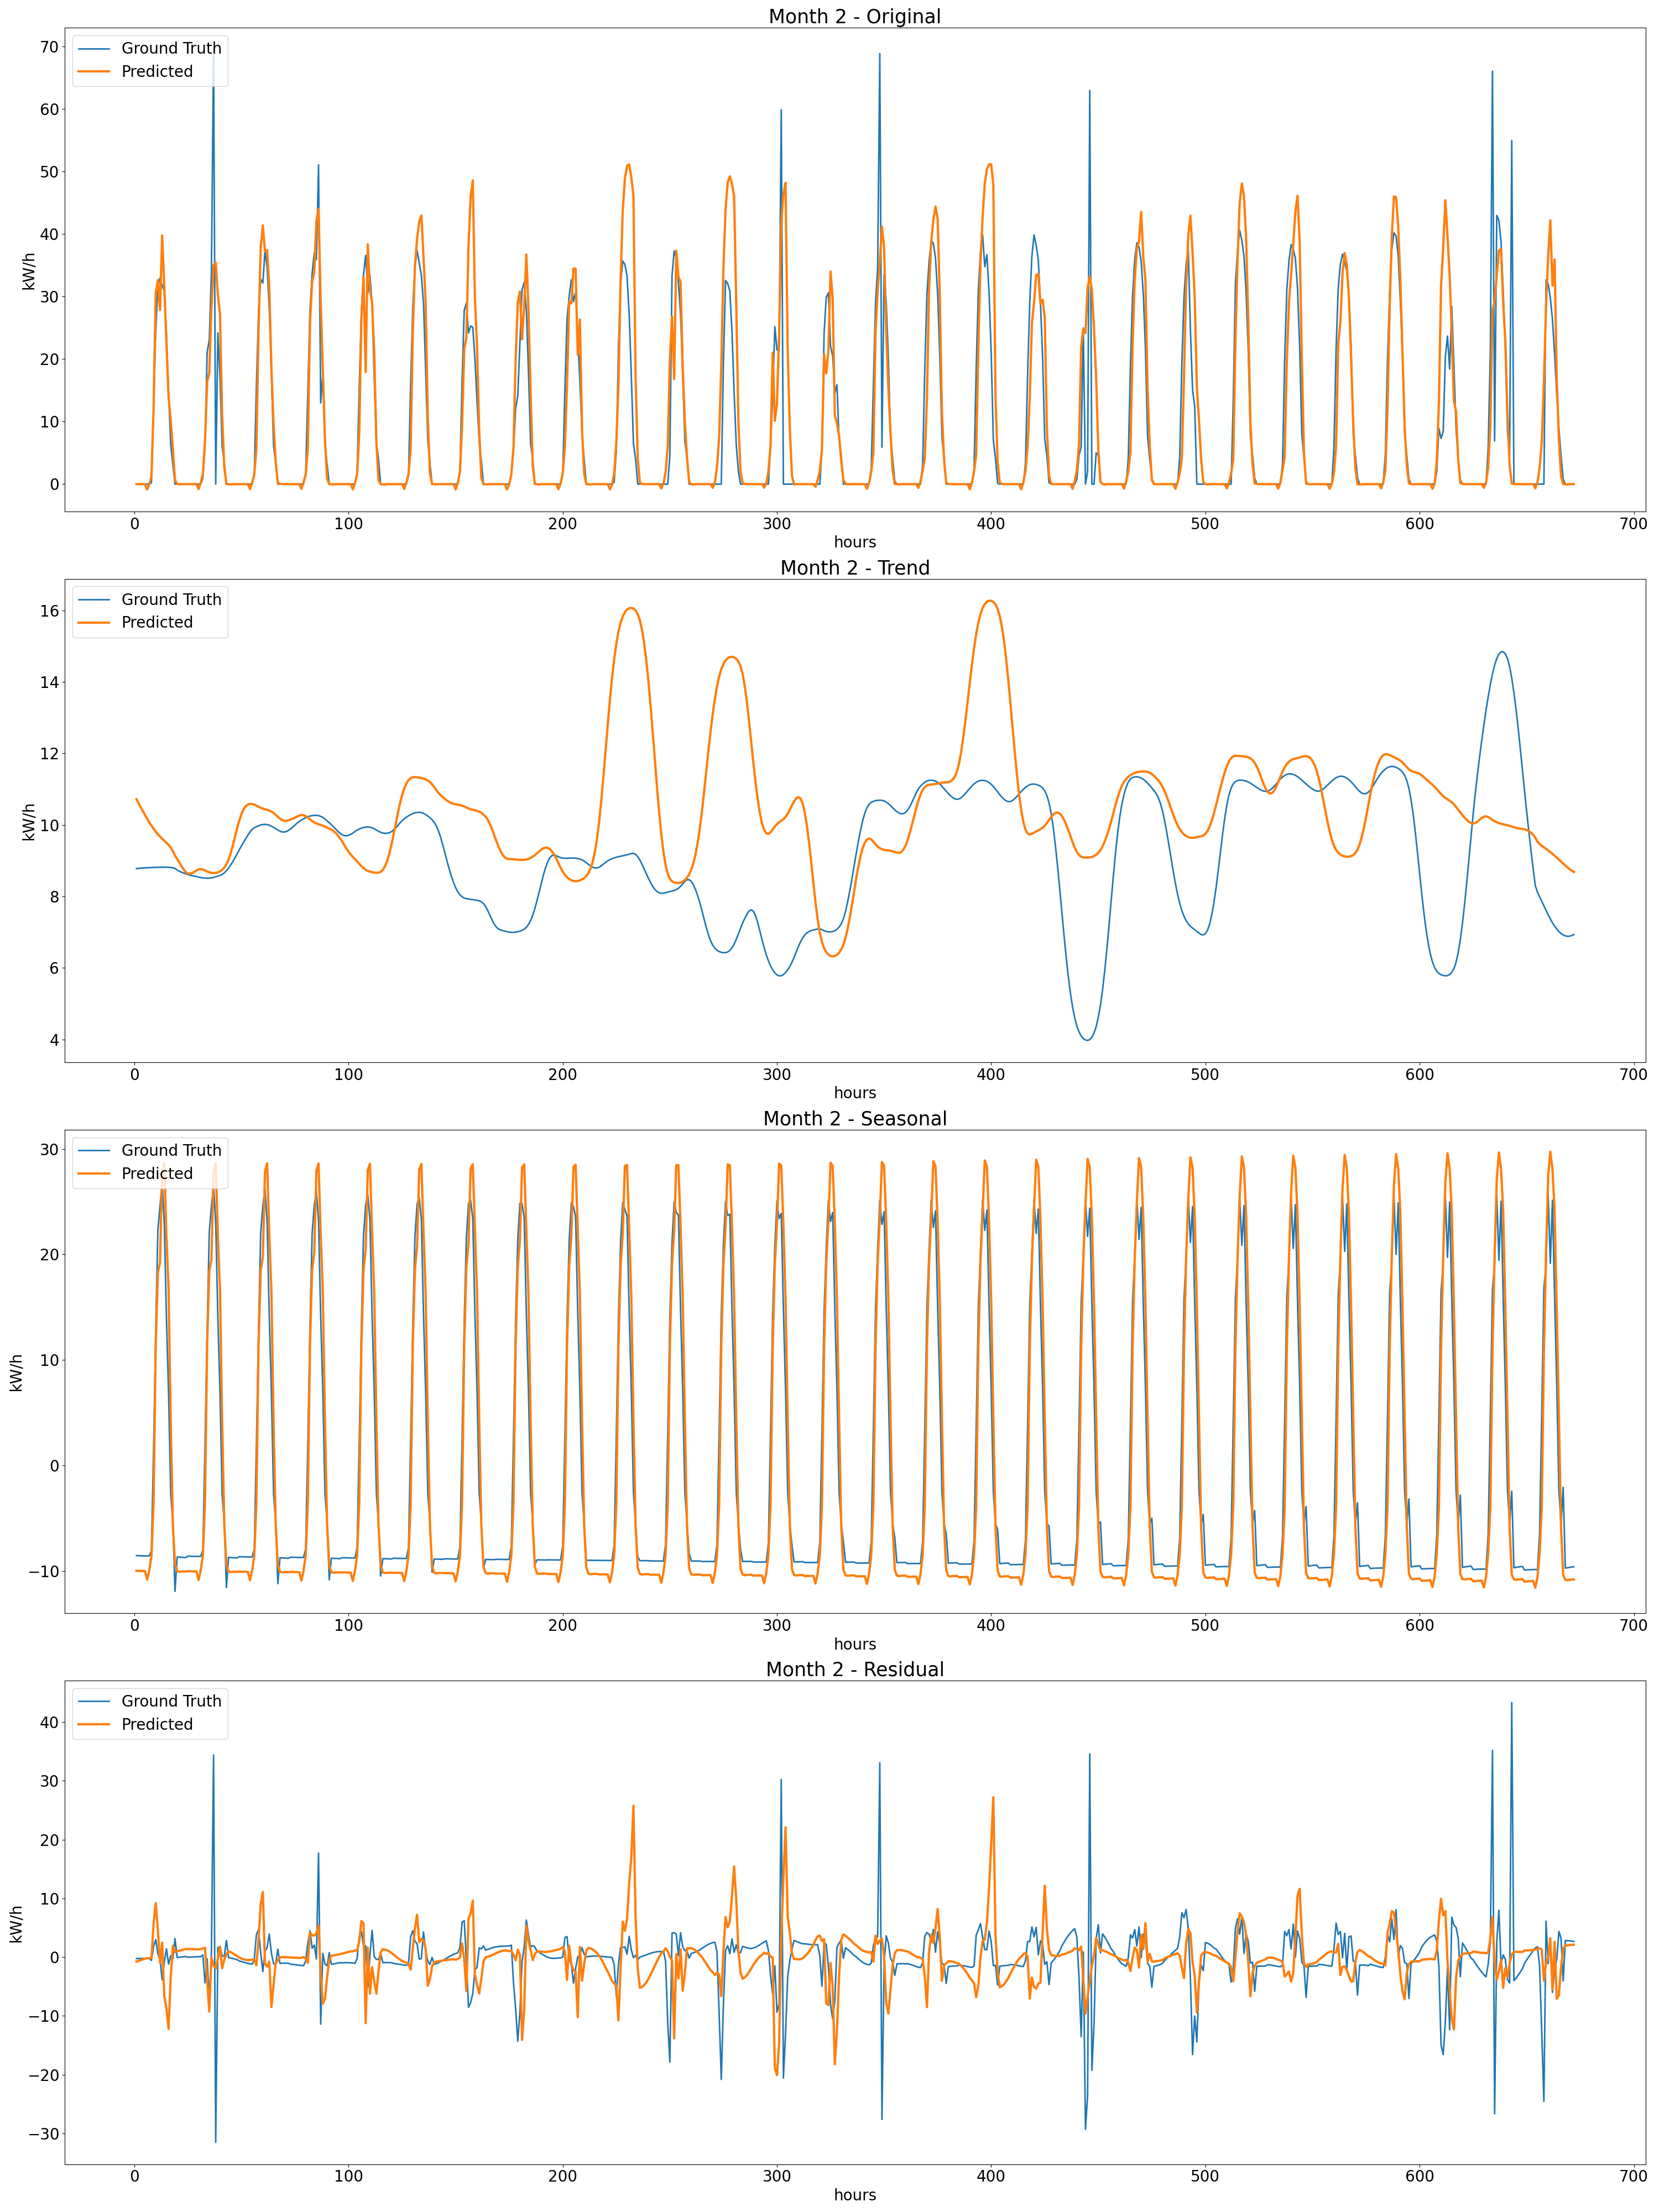 Month 2 - Original
Ground Truth
Predicted
kW/h
70
60
50
40
30
20
10
0
0 100 200 300 400 500 600 700
hours
Month 2 - Trend
Ground Truth
Predicted
kW/h
16
14
12
10
8
6
4
0 100 200 300 400 500 600 700
hours
Month 2 - Seasonal
Ground Truth
Predicted
kW/h
30
20
10
0
−10
0 100 200 300 400 500 600 700
hours
Month 2 - Residual
Ground Truth
Predicted
kW/h
40
30
20
10
0
−10
−20
−30
0 100 200 300 400 500 600 700
hours